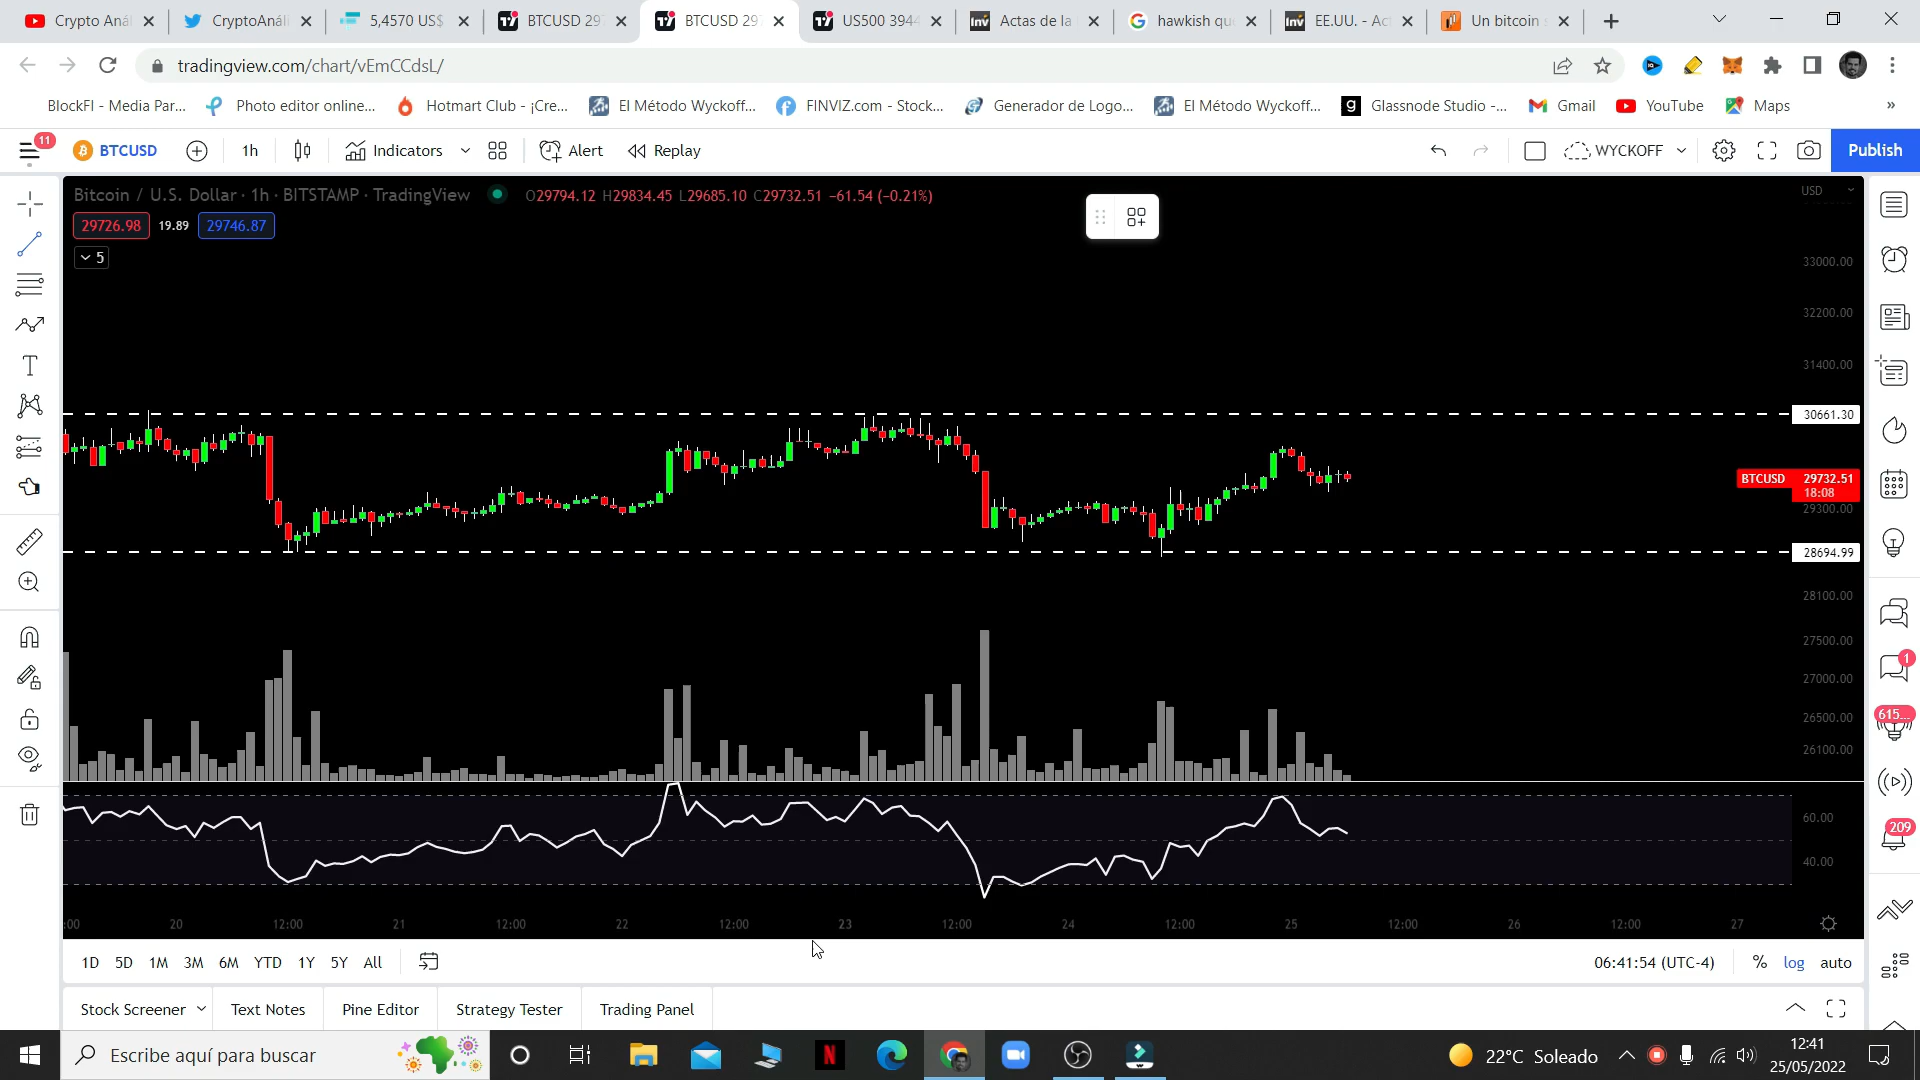 Crypto Aná
CryptoAnáli
5,4570 US$
BTCUSD 297
BTCUSD 297
US500 3944
Actas de la
hawkish qu
EE.UU. - Ac
Un bitcoin s
tradingview.com/chart/vEmCCdsL/
BlockFI - Media Par...
Photo editor online...
Hotmart Club - ¡Cre...
El Método Wyckoff...
FINVIZ.com - Stock...
Generador de Logo...
El Método Wyckoff...
Glassnode Studio -...
Gmail
YouTube
Maps
»
11
BTCUSD
1h
Indicators
Alert
Replay
WYCKOFF
Publish
Bitcoin / U.S. Dollar · 1h · BITSTAMP · TradingView
O29794.12 H29834.45 L29685.10 C29732.51 −61.54 (−0.21%)
USD
29726.98
19.89
29746.87
5
33000.00
32200.00
31400.00
30661.30
BTCUSD 29732.51
18:08
29300.00
28694.99
28100.00
27500.00
27000.00
26500.00
26100.00
60.00
40.00
1
615...
209
:00
20
12:00
21
12:00
22
12:00
23
12:00
24
12:00
25
12:00
26
12:00
27
1D
5D
1M
3M
6M
YTD
1Y
5Y
All
06:41:54 (UTC-4)
%
log
auto
Stock Screener
Text Notes
Pine Editor
Strategy Tester
Trading Panel
Escribe aquí para buscar
22°C Soleado
12:41
25/05/2022